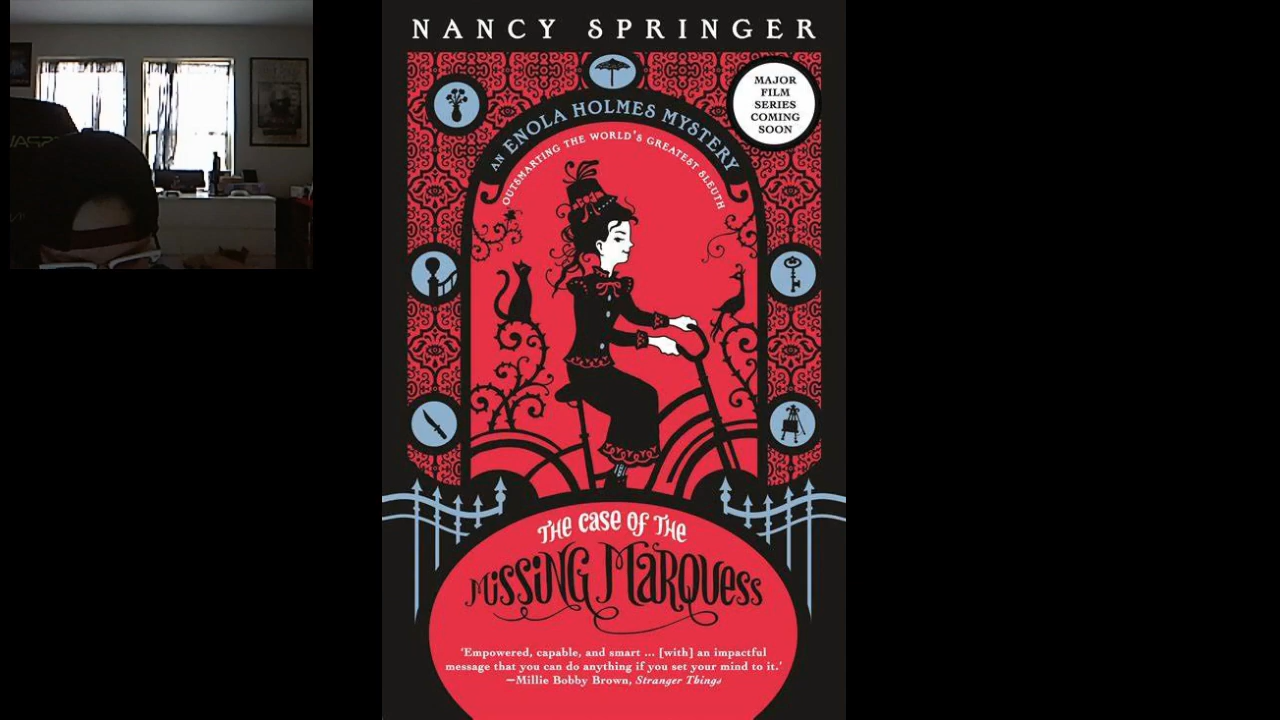 NANCY SPRINGER
MAJOR
FILM
SERIES
COMING
SOON
AN ENOLA HOLMES MYSTERY
OUTSMARTING THE WORLD'S GREATEST SLEUTH
THE CASE OF THE
MISSING MARQUESS
'Empowered, capable, and smart ... [with] an impactful
message that you can do anything if you set your mind to it.'
—Millie Bobby Brown, Stranger Things